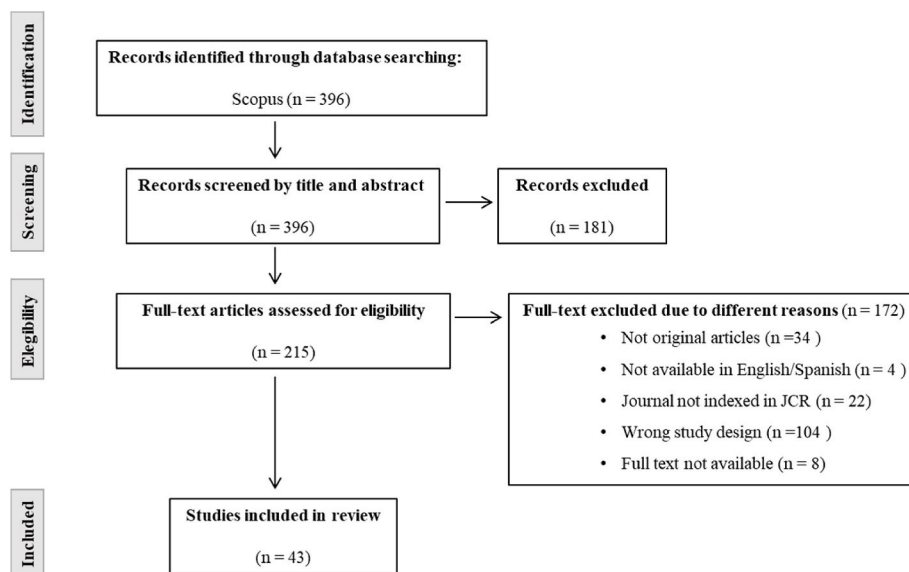 Identification
Records identified through database searching:
Scopus (n = 396)
Screening
Records screened by title and abstract
(n = 396)
Records excluded
(n = 181)
Elegibility
Full-text articles assessed for eligibility
(n = 215)
Full-text excluded due to different reasons (n = 172)
• Not original articles (n =34 )
• Not available in English/Spanish (n = 4 )
• Journal not indexed in JCR (n = 22)
• Wrong study design (n =104 )
• Full text not available (n = 8)
Included
Studies included in review
(n = 43)